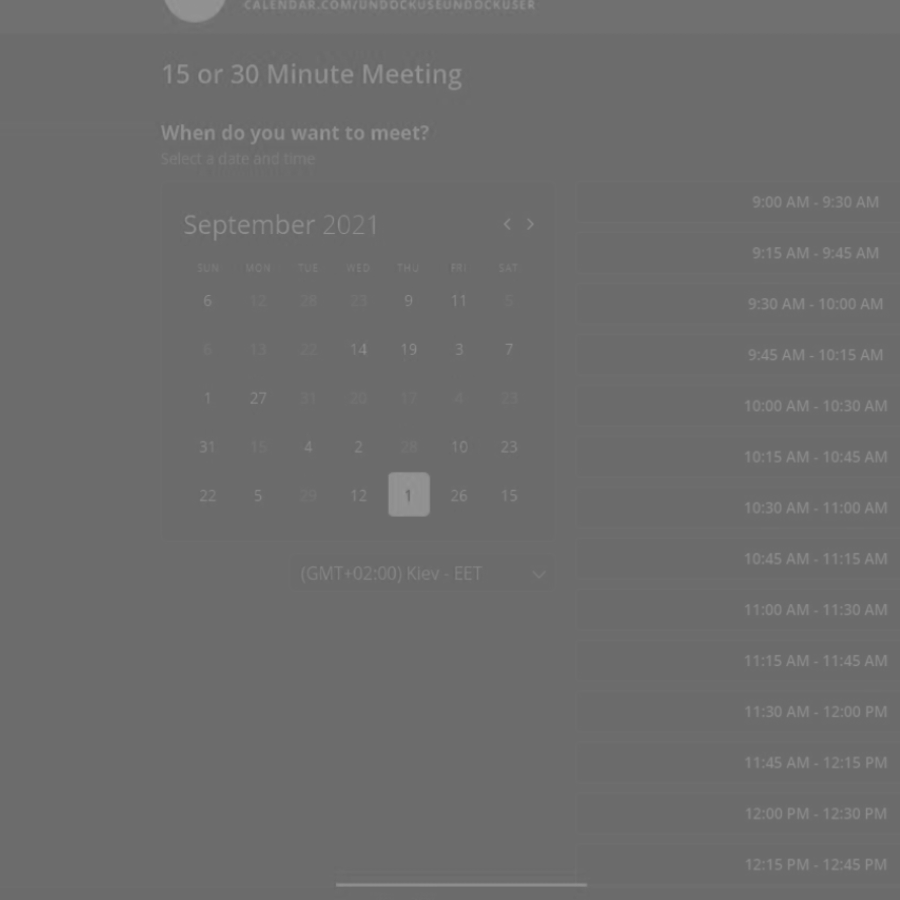 CALENDAR.COM/UNDOCKUSEUNDOCKUSER
15 or 30 Minute Meeting
When do you want to meet?
Select a date and time
September 2021
SUN MON TUE WED THU FRI SAT
6 12 28 23 9 11 5
6 13 22 14 19 3 7
1 27 31 20 17 4 23
31 15 4 2 28 10 23
22 5 29 12 1 26 15
(GMT+02:00) Kiev - EET
9:00 AM - 9:30 AM
9:15 AM - 9:45 AM
9:30 AM - 10:00 AM
9:45 AM - 10:15 AM
10:00 AM - 10:30 AM
10:15 AM - 10:45 AM
10:30 AM - 11:00 AM
10:45 AM - 11:15 AM
11:00 AM - 11:30 AM
11:15 AM - 11:45 AM
11:30 AM - 12:00 PM
11:45 AM - 12:15 PM
12:00 PM - 12:30 PM
12:15 PM - 12:45 PM